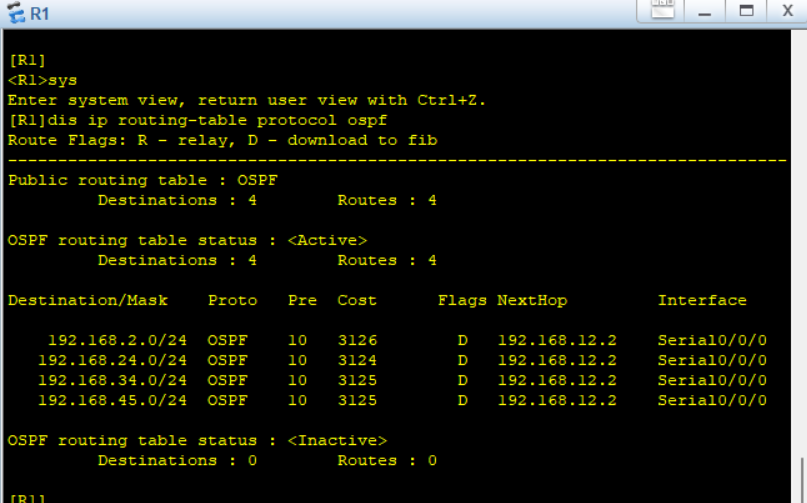 R1
[R1]
<R1>sys
Enter system view, return user view with Ctrl+Z.
[R1]dis ip routing-table protocol ospf
Route Flags: R - relay, D - download to fib
------------------------------------------------------------------------------
Public routing table : OSPF
         Destinations : 4        Routes : 4

OSPF routing table status : <Active>
         Destinations : 4        Routes : 4

Destination/Mask    Proto   Pre  Cost      Flags NextHop         Interface

    192.168.2.0/24  OSPF    10   3126        D   192.168.12.2    Serial0/0/0
   192.168.24.0/24  OSPF    10   3124        D   192.168.12.2    Serial0/0/0
   192.168.34.0/24  OSPF    10   3125        D   192.168.12.2    Serial0/0/0
   192.168.45.0/24  OSPF    10   3125        D   192.168.12.2    Serial0/0/0

OSPF routing table status : <Inactive>
         Destinations : 0        Routes : 0

[R1]